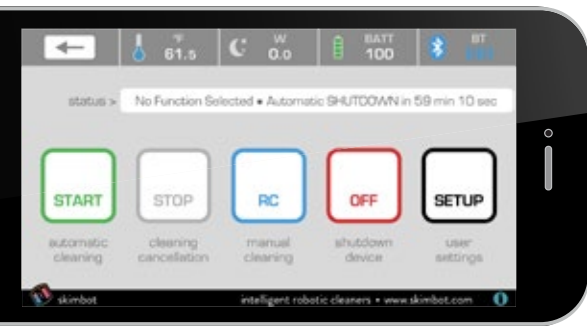 °F
61.5
W
0.0
BATT
100
BT
status > No Function Selected • Automatic SHUTDOWN in 59 min 10 sec
START
STOP
RC
OFF
SETUP
automatic
cleaning
cleaning
cancellation
manual
cleaning
shutdown
device
user
settings
skimbot
intelligent robotic cleaners • www.skimbot.com